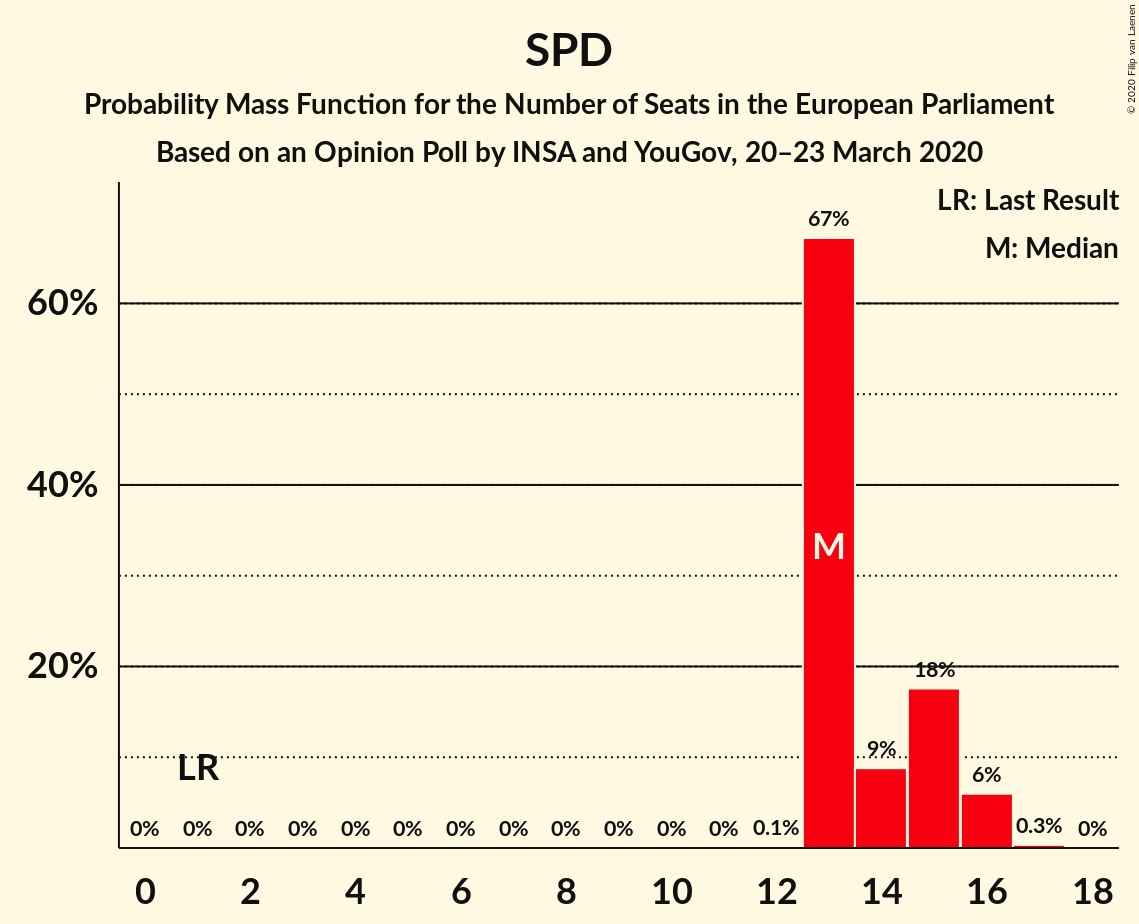 SPD
Probability Mass Function for the Number of Seats in the European Parliament
Based on an Opinion Poll by INSA and YouGov, 20–23 March 2020
© 2020 Filip van Laenen
LR: Last Result
M: Median
67%
60%
40%
M
20%
18%
9%
LR
6%
0% 0% 0% 0% 0% 0% 0% 0% 0% 0% 0% 0% 0.1% 0.3% 0%
0 2 4 6 8 10 12 14 16 18